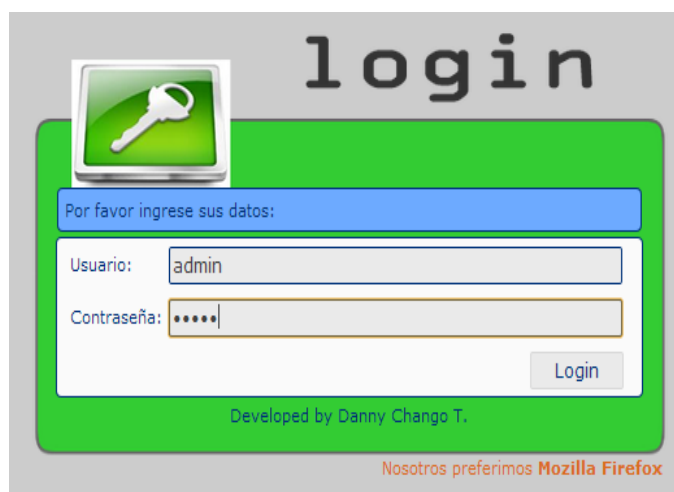 login
Por favor ingrese sus datos:
Usuario: admin
Contraseña: •••••
Login
Developed by Danny Chango T.
Nosotros preferimos Mozilla Firefox